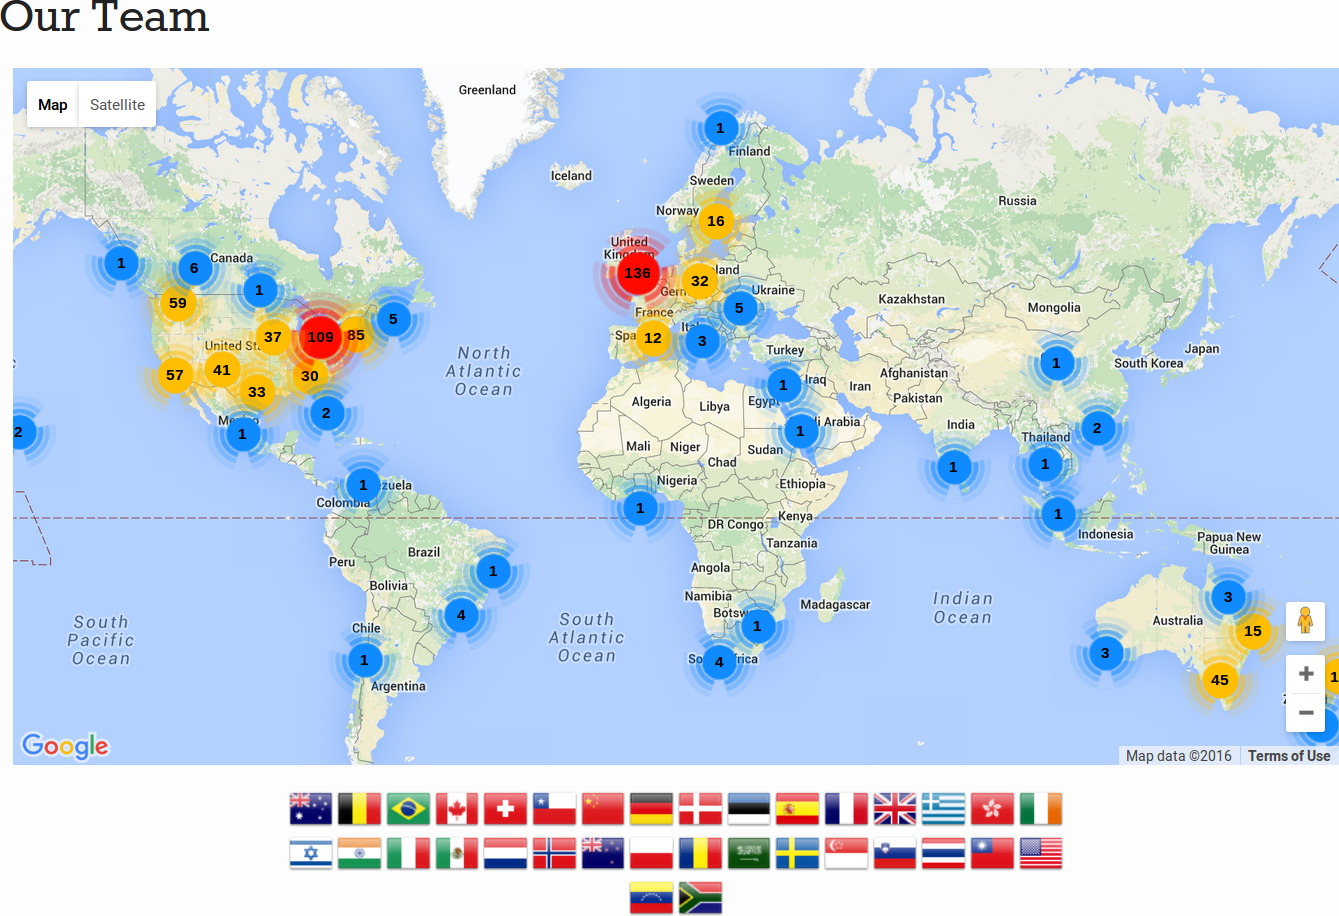 Our Team
Map Satellite
Greenland
1
Finland
Iceland
Sweden
Russia
Norway
16
United
Kingdom
136
1
6
Canada
1
59
32
land
Germ
5
Ukraine
Kazakhstan
Mongolia
France
5
37
109
85
United St
Spa
12
Ita
3
Turkey
Japan
South Korea
1
North
Atlantic
Ocean
57
41
30
33
1
Iraq
Iran
Afghanistan
Pakistan
Algeria
Libya
Egypt
2
2
Mexico
1
1
di Arabia
India
2
Thailand
Mali
Niger
Sudan
Chad
1
1
1
zuela
Colombia
Nigeria
Ethiopia
1
1
DR Congo
Kenya
Tanzania
Indonesia
Papua New
Guinea
Peru
Brazil
1
Bolivia
Angola
Namibia
Botsw
Madagascar
Indian
Ocean
3
Australia
15
South
Pacific
Ocean
4
South
Atlantic
Ocean
1
Chile
1
4
So
frica
3
45
1
Argentina
Google
Map data ©2016 Terms of Use